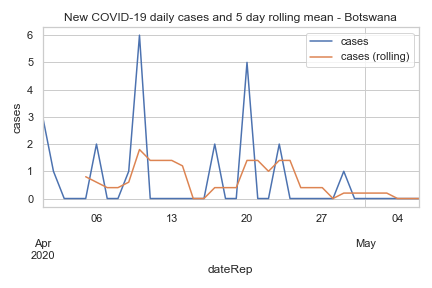 New COVID-19 daily cases and 5 day rolling mean - Botswana
cases
cases (rolling)
cases
6
5
4
3
2
1
0
06
13
20
27
04
Apr
2020
May
dateRep